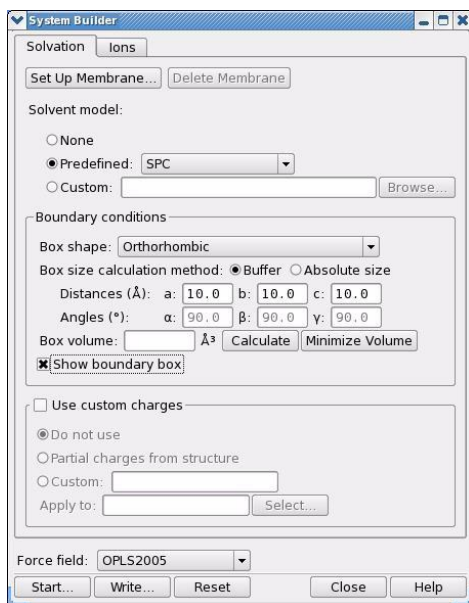 System Builder
Solvation Ions
Set Up Membrane... Delete Membrane
Solvent model:
None
Predefined: SPC
Custom: Browse...
Boundary conditions
Box shape: Orthorhombic
Box size calculation method: Buffer Absolute size
Distances (Å): a: 10.0 b: 10.0 c: 10.0
Angles (°): α: 90.0 β: 90.0 γ: 90.0
Box volume: Å³ Calculate Minimize Volume
Show boundary box
Use custom charges
Do not use
Partial charges from structure
Custom:
Apply to: Select...
Force field: OPLS2005
Start... Write... Reset Close Help